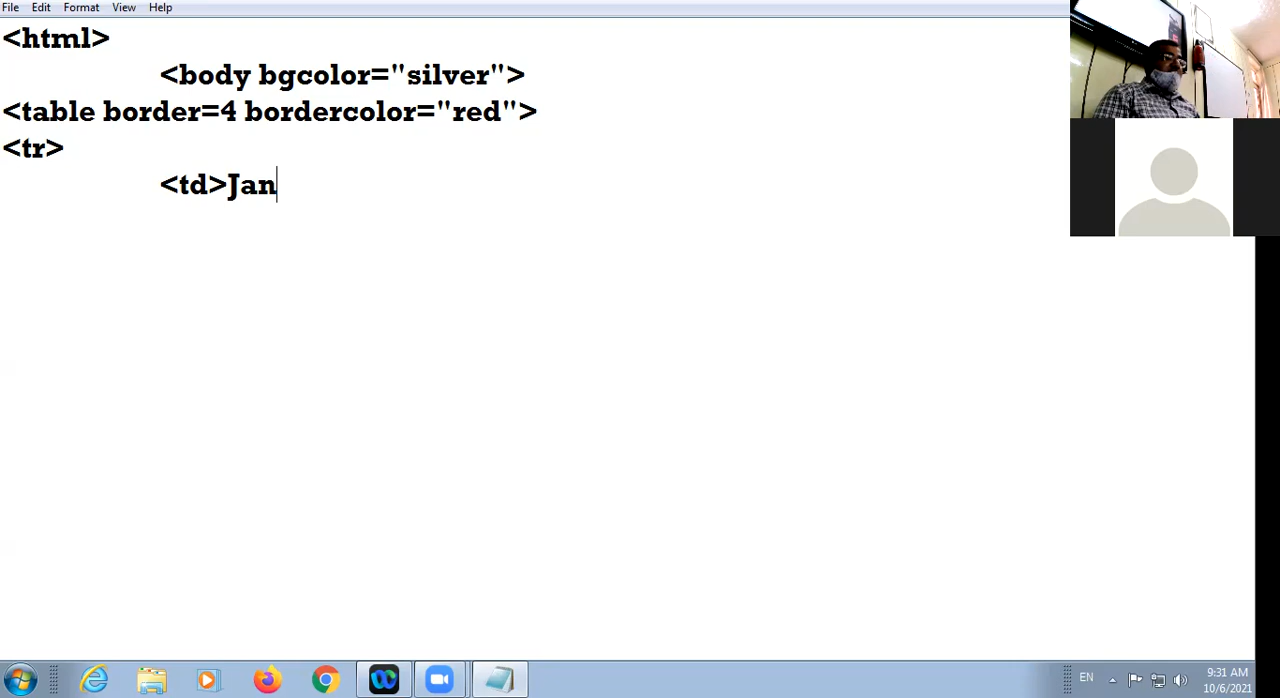 File Edit Format View Help
<html>
<body bgcolor="silver">
<table border=4 bordercolor="red">
<tr>
<td>Jan
EN
9:31 AM
10/6/2021